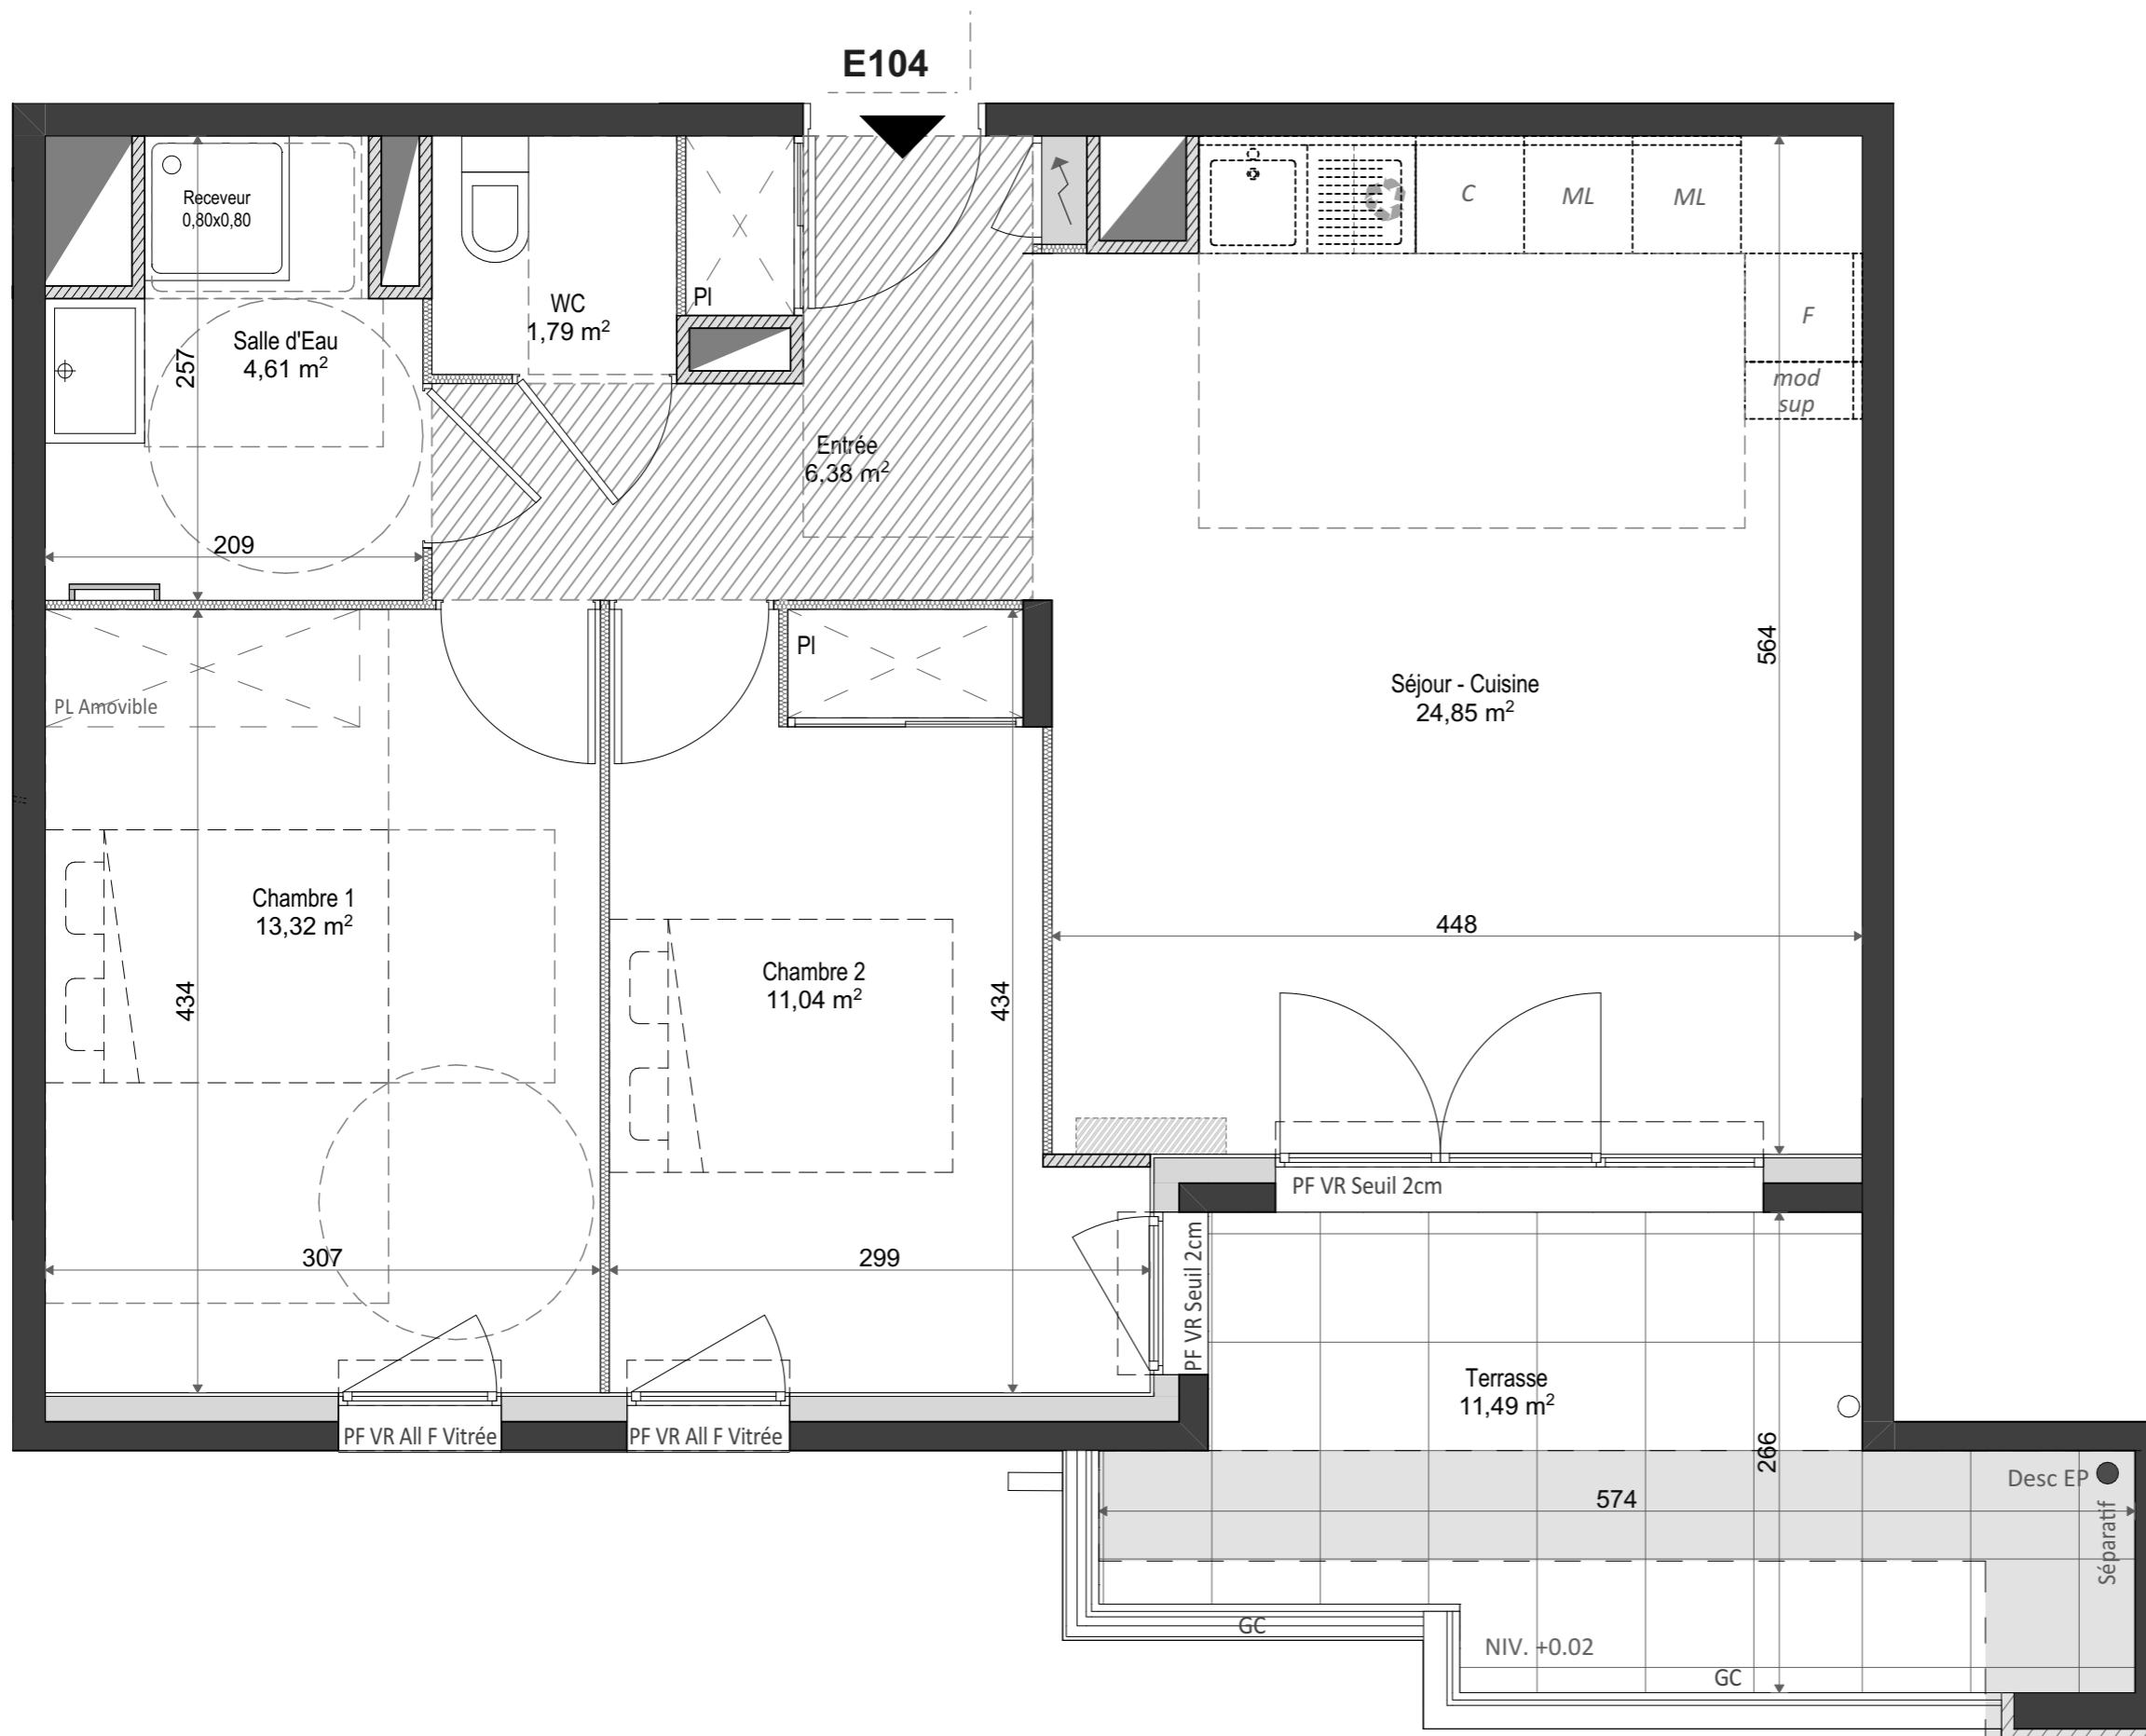 E104
Receveur
0,80x0,80
WC
1,79 m²
Pl
C
ML
ML
F
mod
sup
Salle d'Eau
4,61 m²
257
209
Entrée
6,38 m²
Pl
PL Amovible
564
Séjour - Cuisine
24,85 m²
448
Chambre 1
13,32 m²
434
Chambre 2
11,04 m²
434
307
299
PF VR Seuil 2cm
PF VR Seuil 2cm
PF VR All F Vitrée
PF VR All F Vitrée
Terrasse
11,49 m²
266
574
Desc EP
Séparatif
GC
NIV. +0.02
GC